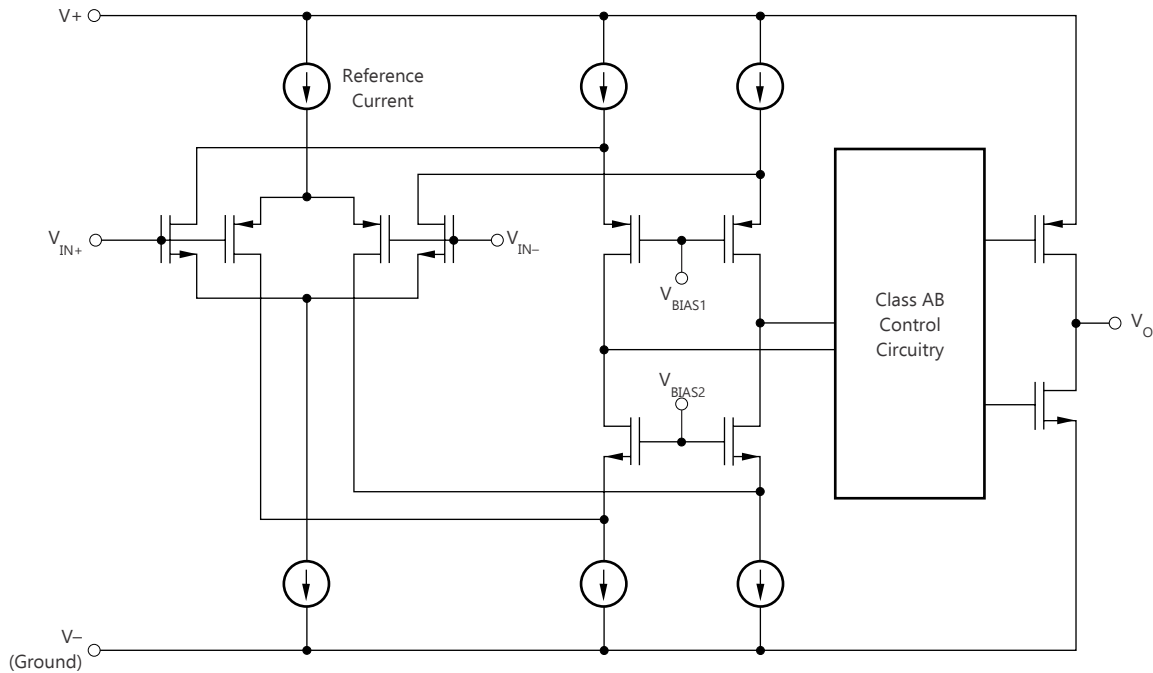 V+
Reference
Current
VIN+
VIN–
VBIAS1
VBIAS2
Class AB
Control
Circuitry
VO
V–
(Ground)